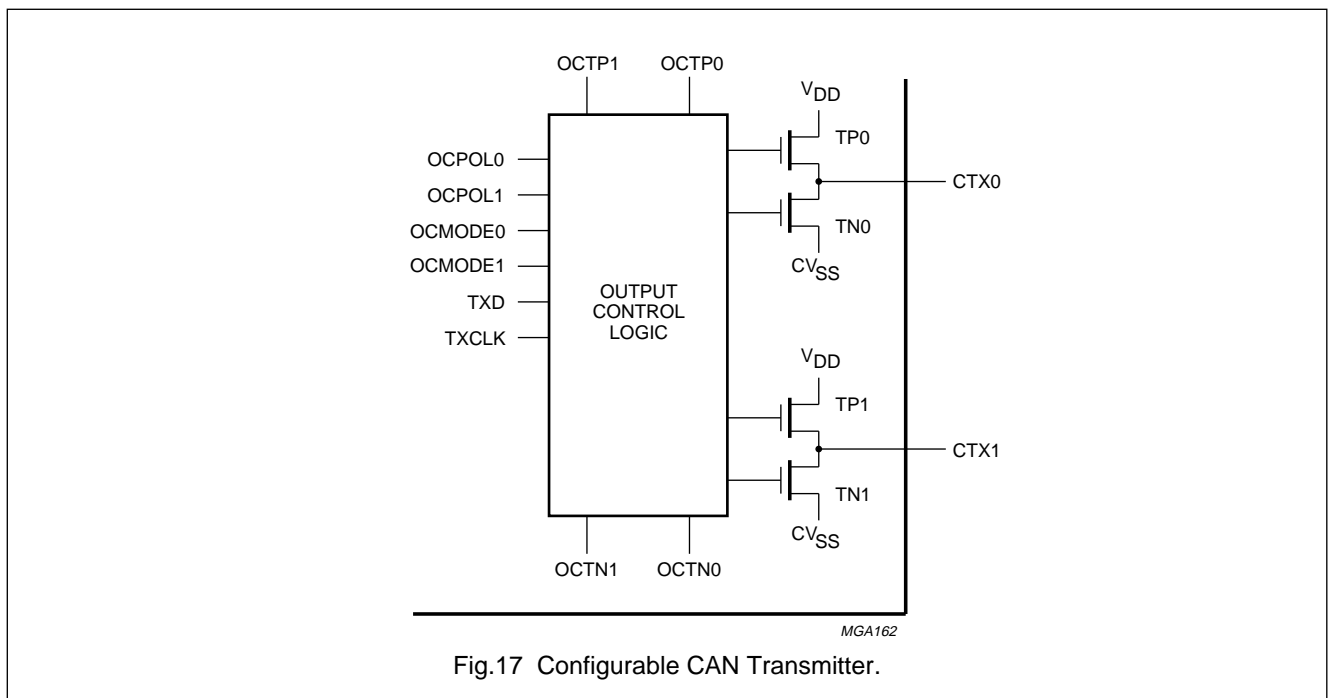 OCTP1 OCTP0
VDD
TP0
OCPOL0
CTX0
OCPOL1
TN0
OCMODE0
CVSS
OCMODE1
OUTPUT
CONTROL
LOGIC
TXD
TXCLK
VDD
TP1
CTX1
TN1
CVSS
OCTN1 OCTN0
MGA162
Fig.17 Configurable CAN Transmitter.